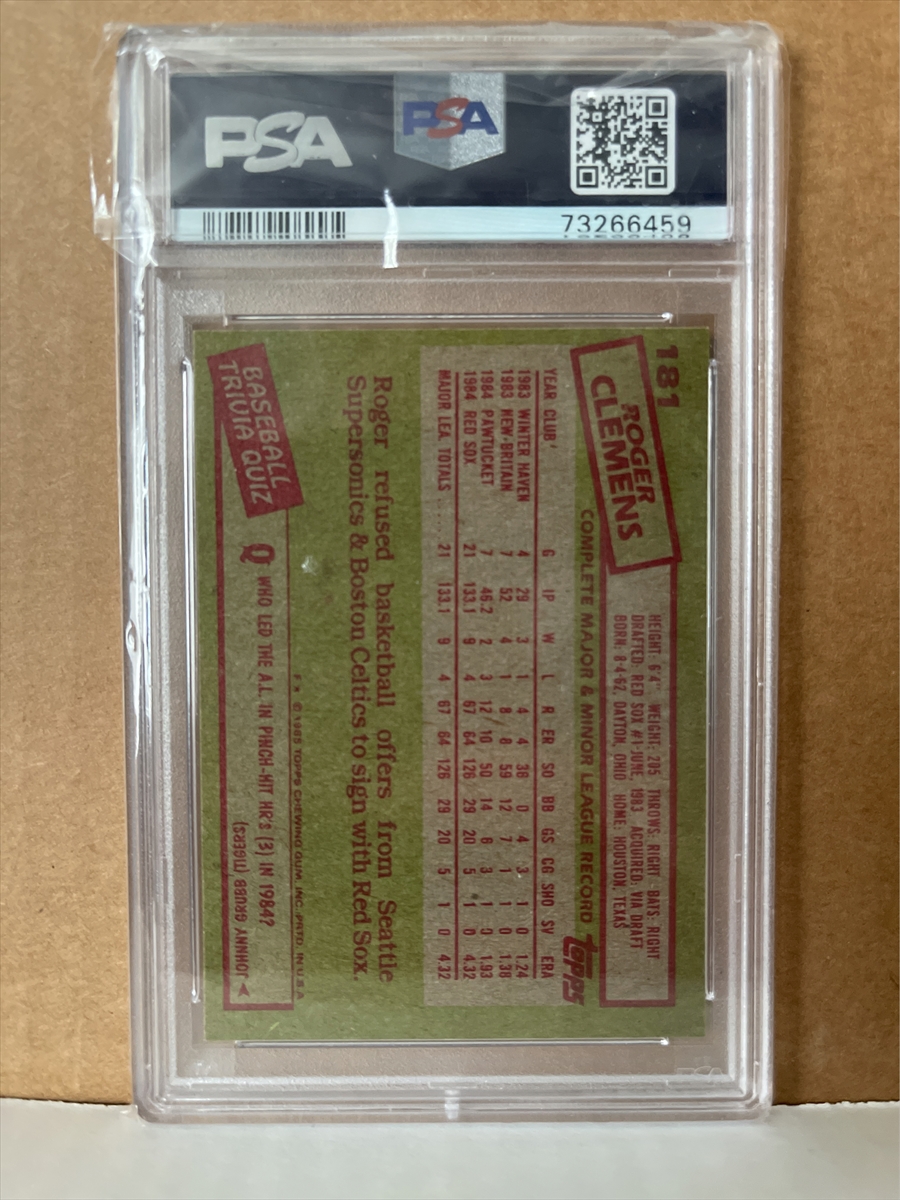 PSA
PSA
73266459
181
ROGER
CLEMENS
HEIGHT: 6'4" WEIGHT: 205 THROWS: RIGHT BATS: RIGHT
DRAFTED: RED SOX #1-JUNE, 1983 ACQUIRED: VIA DRAFT
BORN: 8-4-62, DAYTON, OHIO HOME: HOUSTON, TEXAS
COMPLETE MAJOR & MINOR LEAGUE RECORD
topps
YEAR CLUB G IP W L R ER SO BB GS CG SHO SV ERA
1983 WINTER HAVEN 4 29 3 1 4 4 36 0 4 3 1 0 1.24
1983 NEW BRITAIN 7 52 4 1 8 8 59 12 7 1 1 0 1.38
1984 PAWTUCKET 7 46.2 2 3 12 10 50 14 6 3 1 0 1.93
1984 RED SOX 21 133.1 9 4 67 64 126 29 20 5 1 0 4.32
MAJOR LEA. TOTALS 21 133.1 9 4 67 64 126 29 20 5 1 0 4.32
Roger refused basketball offers from Seattle
Supersonics & Boston Celtics to sign with Red Sox.
F* © 1985 TOPPS CHEWING GUM, INC. PRTD. IN U.S.A.
BASEBALL
TRIVIA QUIZ
Q WHO LED THE A.L. IN PINCH-HIT HR's (3) IN 1984?
JOHNNY GRUBB (TIGERS)
PSA